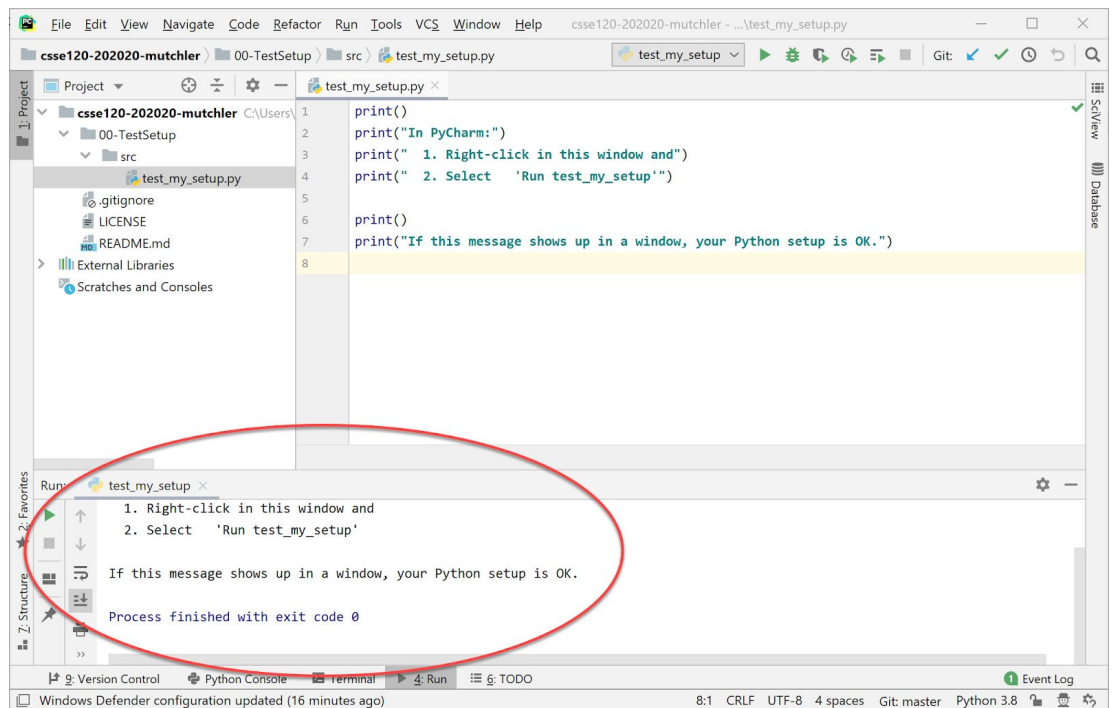 File Edit View Navigate Code Refactor Run Tools VCS Window Help csse120-202020-mutchler - ...\test_my_setup.py
csse120-202020-mutchler 00-TestSetup src test_my_setup.py test_my_setup Git:
1: Project
Project
csse120-202020-mutchler C:\Users\
00-TestSetup
src
test_my_setup.py
.gitignore
LICENSE
README.md
External Libraries
Scratches and Consoles
test_my_setup.py
1 print()
2 print("In PyCharm:")
3 print("  1. Right-click in this window and")
4 print("  2. Select   'Run test_my_setup'")
5
6 print()
7 print("If this message shows up in a window, your Python setup is OK.")
8
SciView
Database
2: Favorites
7: Structure
Run: test_my_setup
1. Right-click in this window and
2. Select   'Run test_my_setup'
If this message shows up in a window, your Python setup is OK.
Process finished with exit code 0
9: Version Control Python Console Terminal 4: Run 6: TODO 1 Event Log
Windows Defender configuration updated (16 minutes ago) 8:1 CRLF UTF-8 4 spaces Git: master Python 3.8